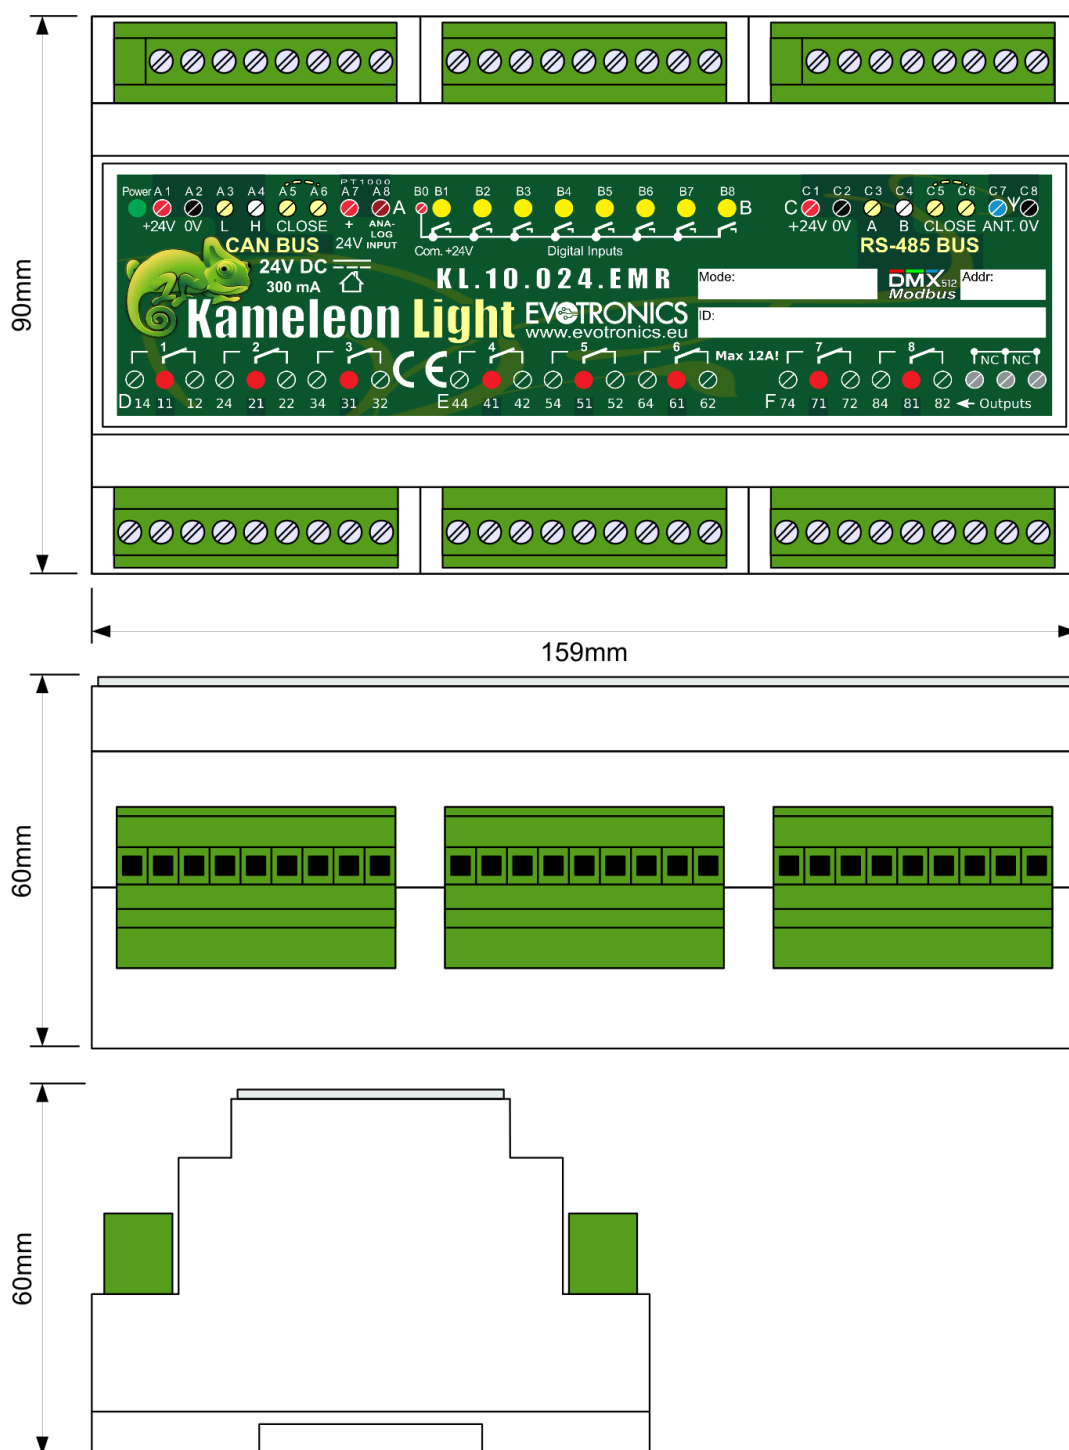 90mm
Power A1 A2 A3 A4 A5 A6 A7 A8 A B0 B1 B2 B3 B4 B5 B6 B7 B8 B C C1 C2 C3 C4 C5 C6 C7 C8
PT1000
+24V 0V L H CLOSE + 24V ANA-LOG INPUT
Com. +24V Digital Inputs
+24V 0V A B CLOSE ANT. 0V
CAN BUS
RS-485 BUS
24V DC
300 mA
KL.10.024.EMR
Mode:
DMX512
Modbus
Addr:
Kameleon Light
EVOTRONICS
www.evotronics.eu
ID:
1 2 3 4 5 6 Max 12A! 7 8 NC NC
CE
D 14 11 12 24 21 22 34 31 32 E 44 41 42 54 51 52 64 61 62 F 74 71 72 84 81 82 Outputs
159mm
60mm
60mm